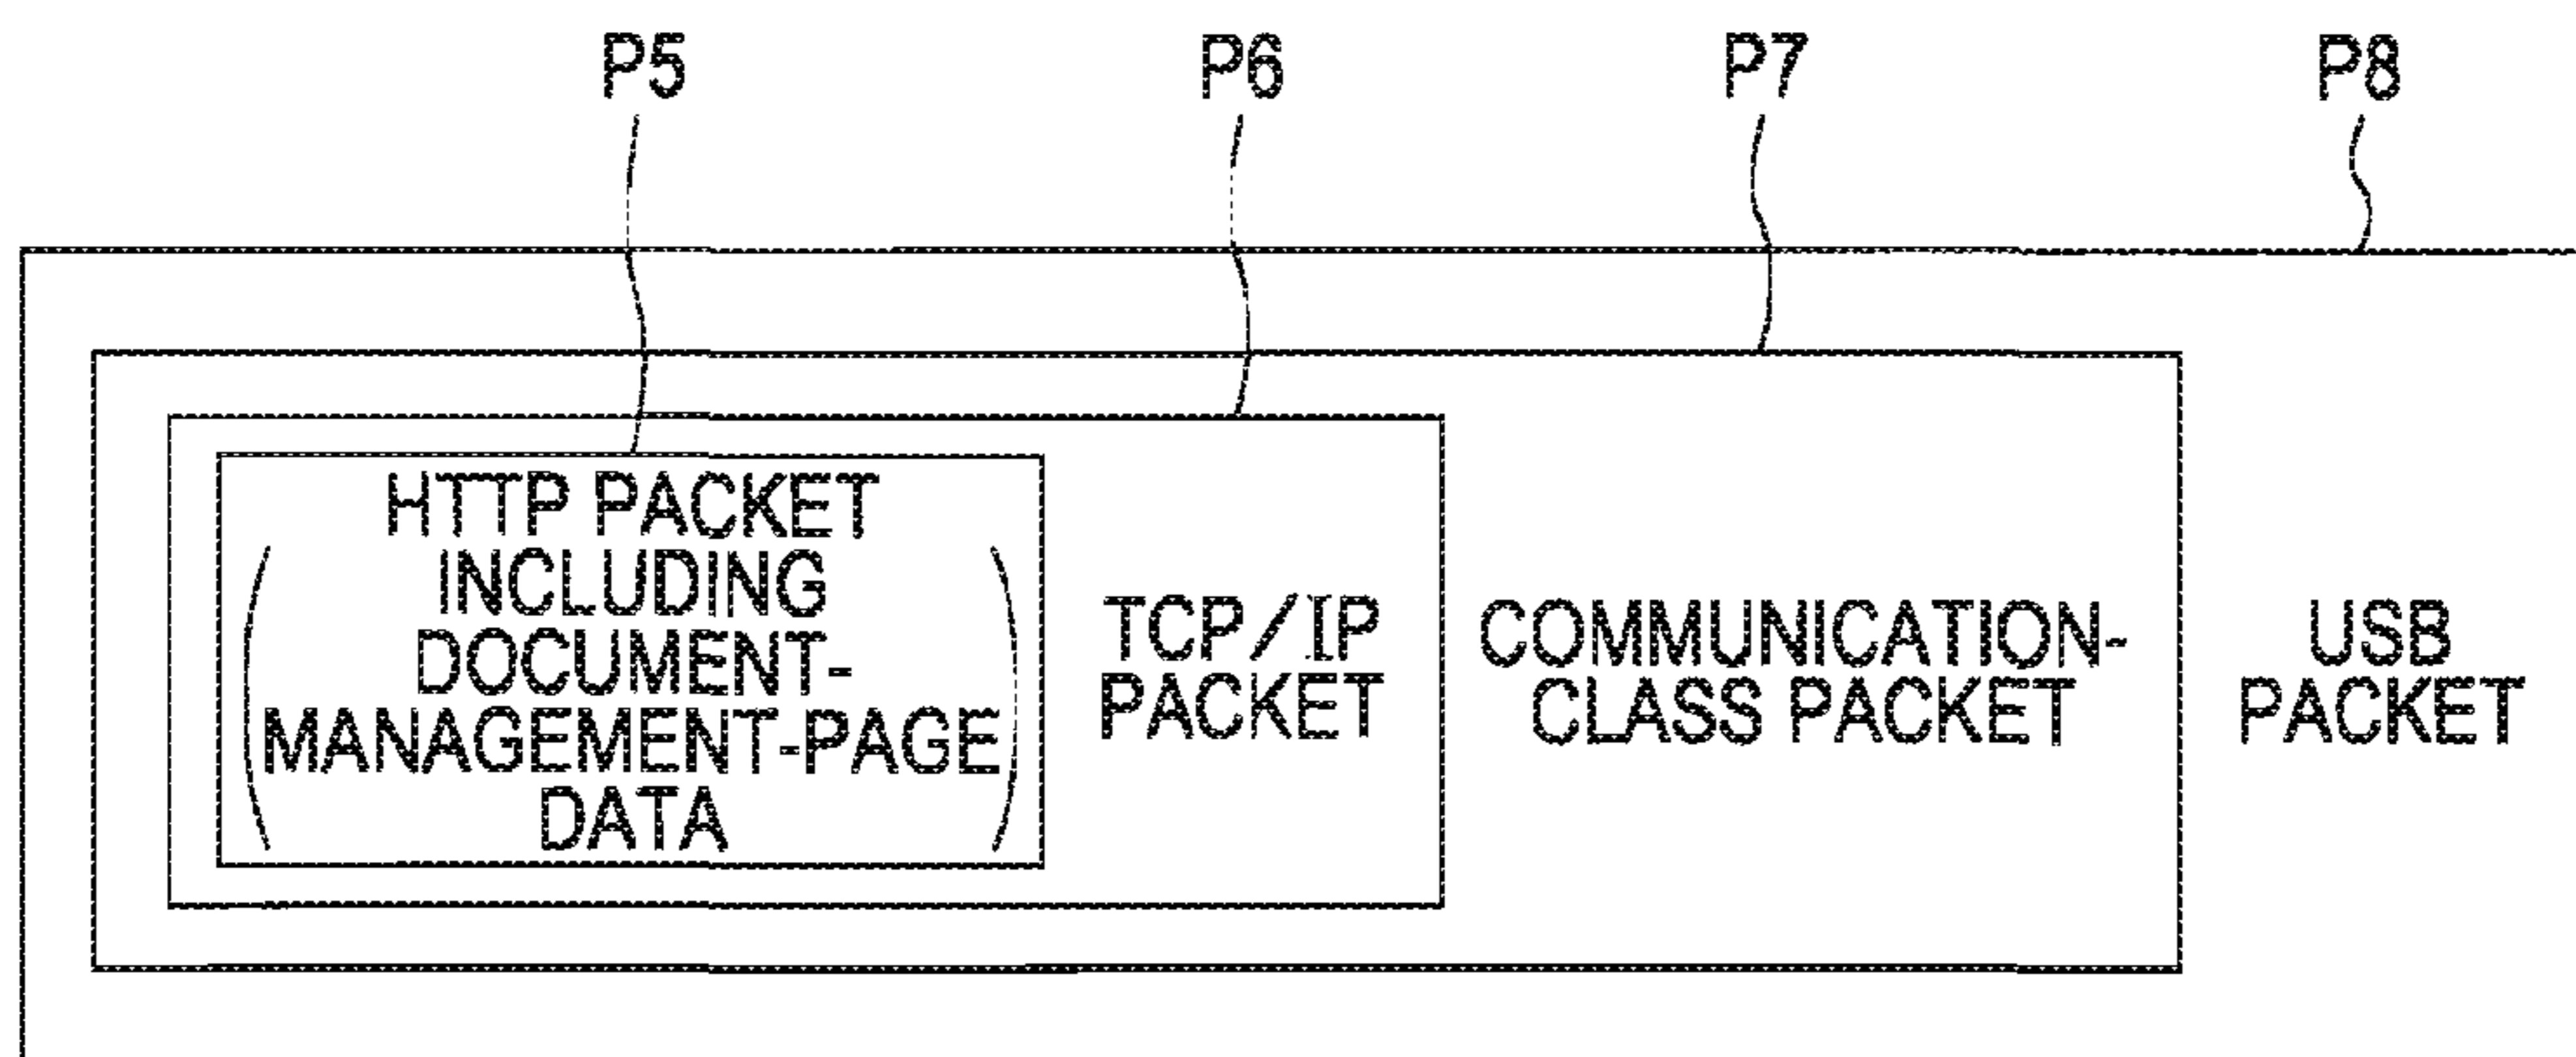 P5 P6 P7 P8
HTTP PACKET
INCLUDING
DOCUMENT-
MANAGEMENT-PAGE
DATA
TCP/IP
PACKET
COMMUNICATION-
CLASS PACKET
USB
PACKET